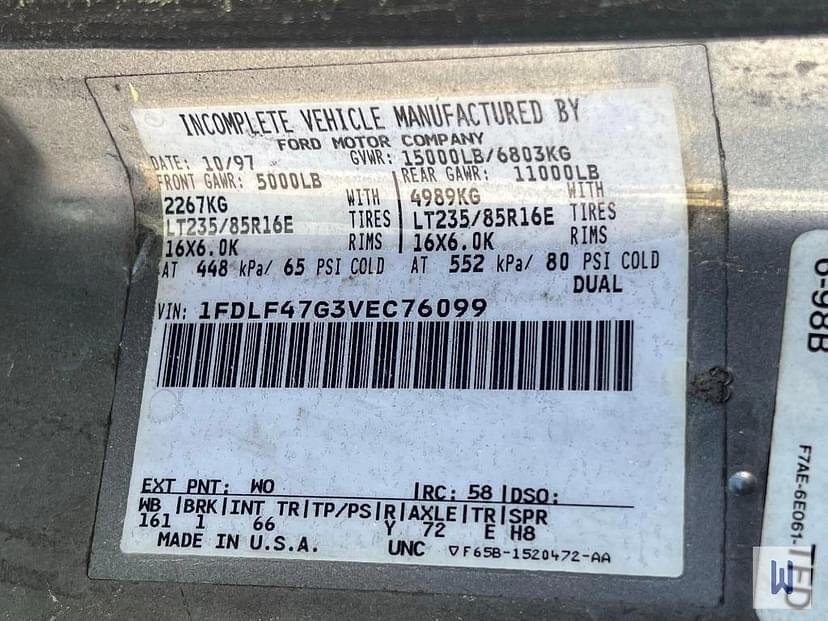 INCOMPLETE VEHICLE MANUFACTURED BY
FORD MOTOR COMPANY
DATE: 10/97 GVWR: 15000LB/6803KG
FRONT GAWR: 5000LB REAR GAWR: 11000LB
2267KG WITH 4989KG WITH
LT235/85R16E TIRES LT235/85R16E TIRES
16X6.0K RIMS 16X6.0K RIMS
AT 448 kPa/ 65 PSI COLD AT 552 kPa/ 80 PSI COLD
DUAL
VIN: 1FDLF47G3VEC76099
EXT PNT: WO |RC: 58 |DSO:
WB |BRK|INT TR|TP/PS|R|AXLE|TR|SPR
161 1 66 Y 72 E H8
MADE IN U.S.A. UNC ▽F65B-1520472-AA
6-98B
F7AE-6E061-
TED
W